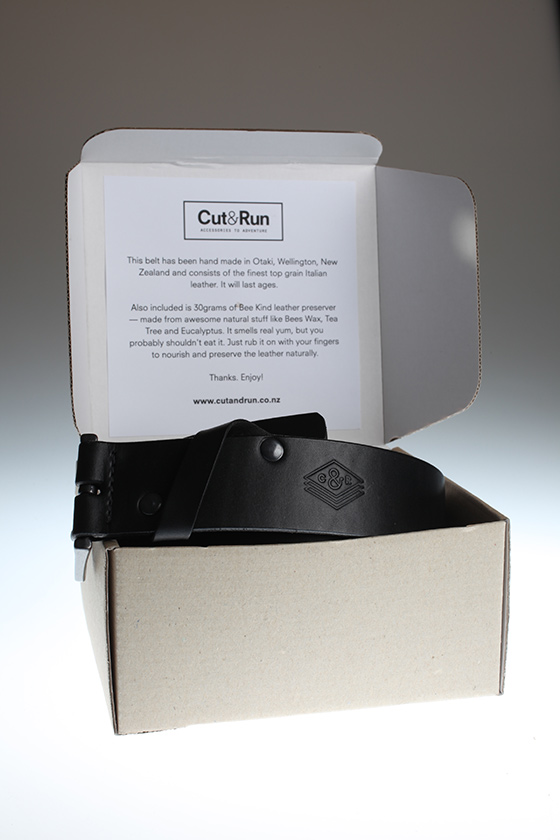 Cut&Run
ACCESSORIES TO ADVENTURE
This belt has been hand made in Otaki, Wellington, New
Zealand and consists of the finest top grain Italian
leather. It will last ages.
Also included is 30grams of Bee Kind leather preserver
— made from awesome natural stuff like Bees Wax, Tea
Tree and Eucalyptus. It smells real yum, but you
probably shouldn't eat it. Just rub it on with your fingers
to nourish and preserve the leather naturally.
Thanks. Enjoy!
www.cutandrun.co.nz
C&R